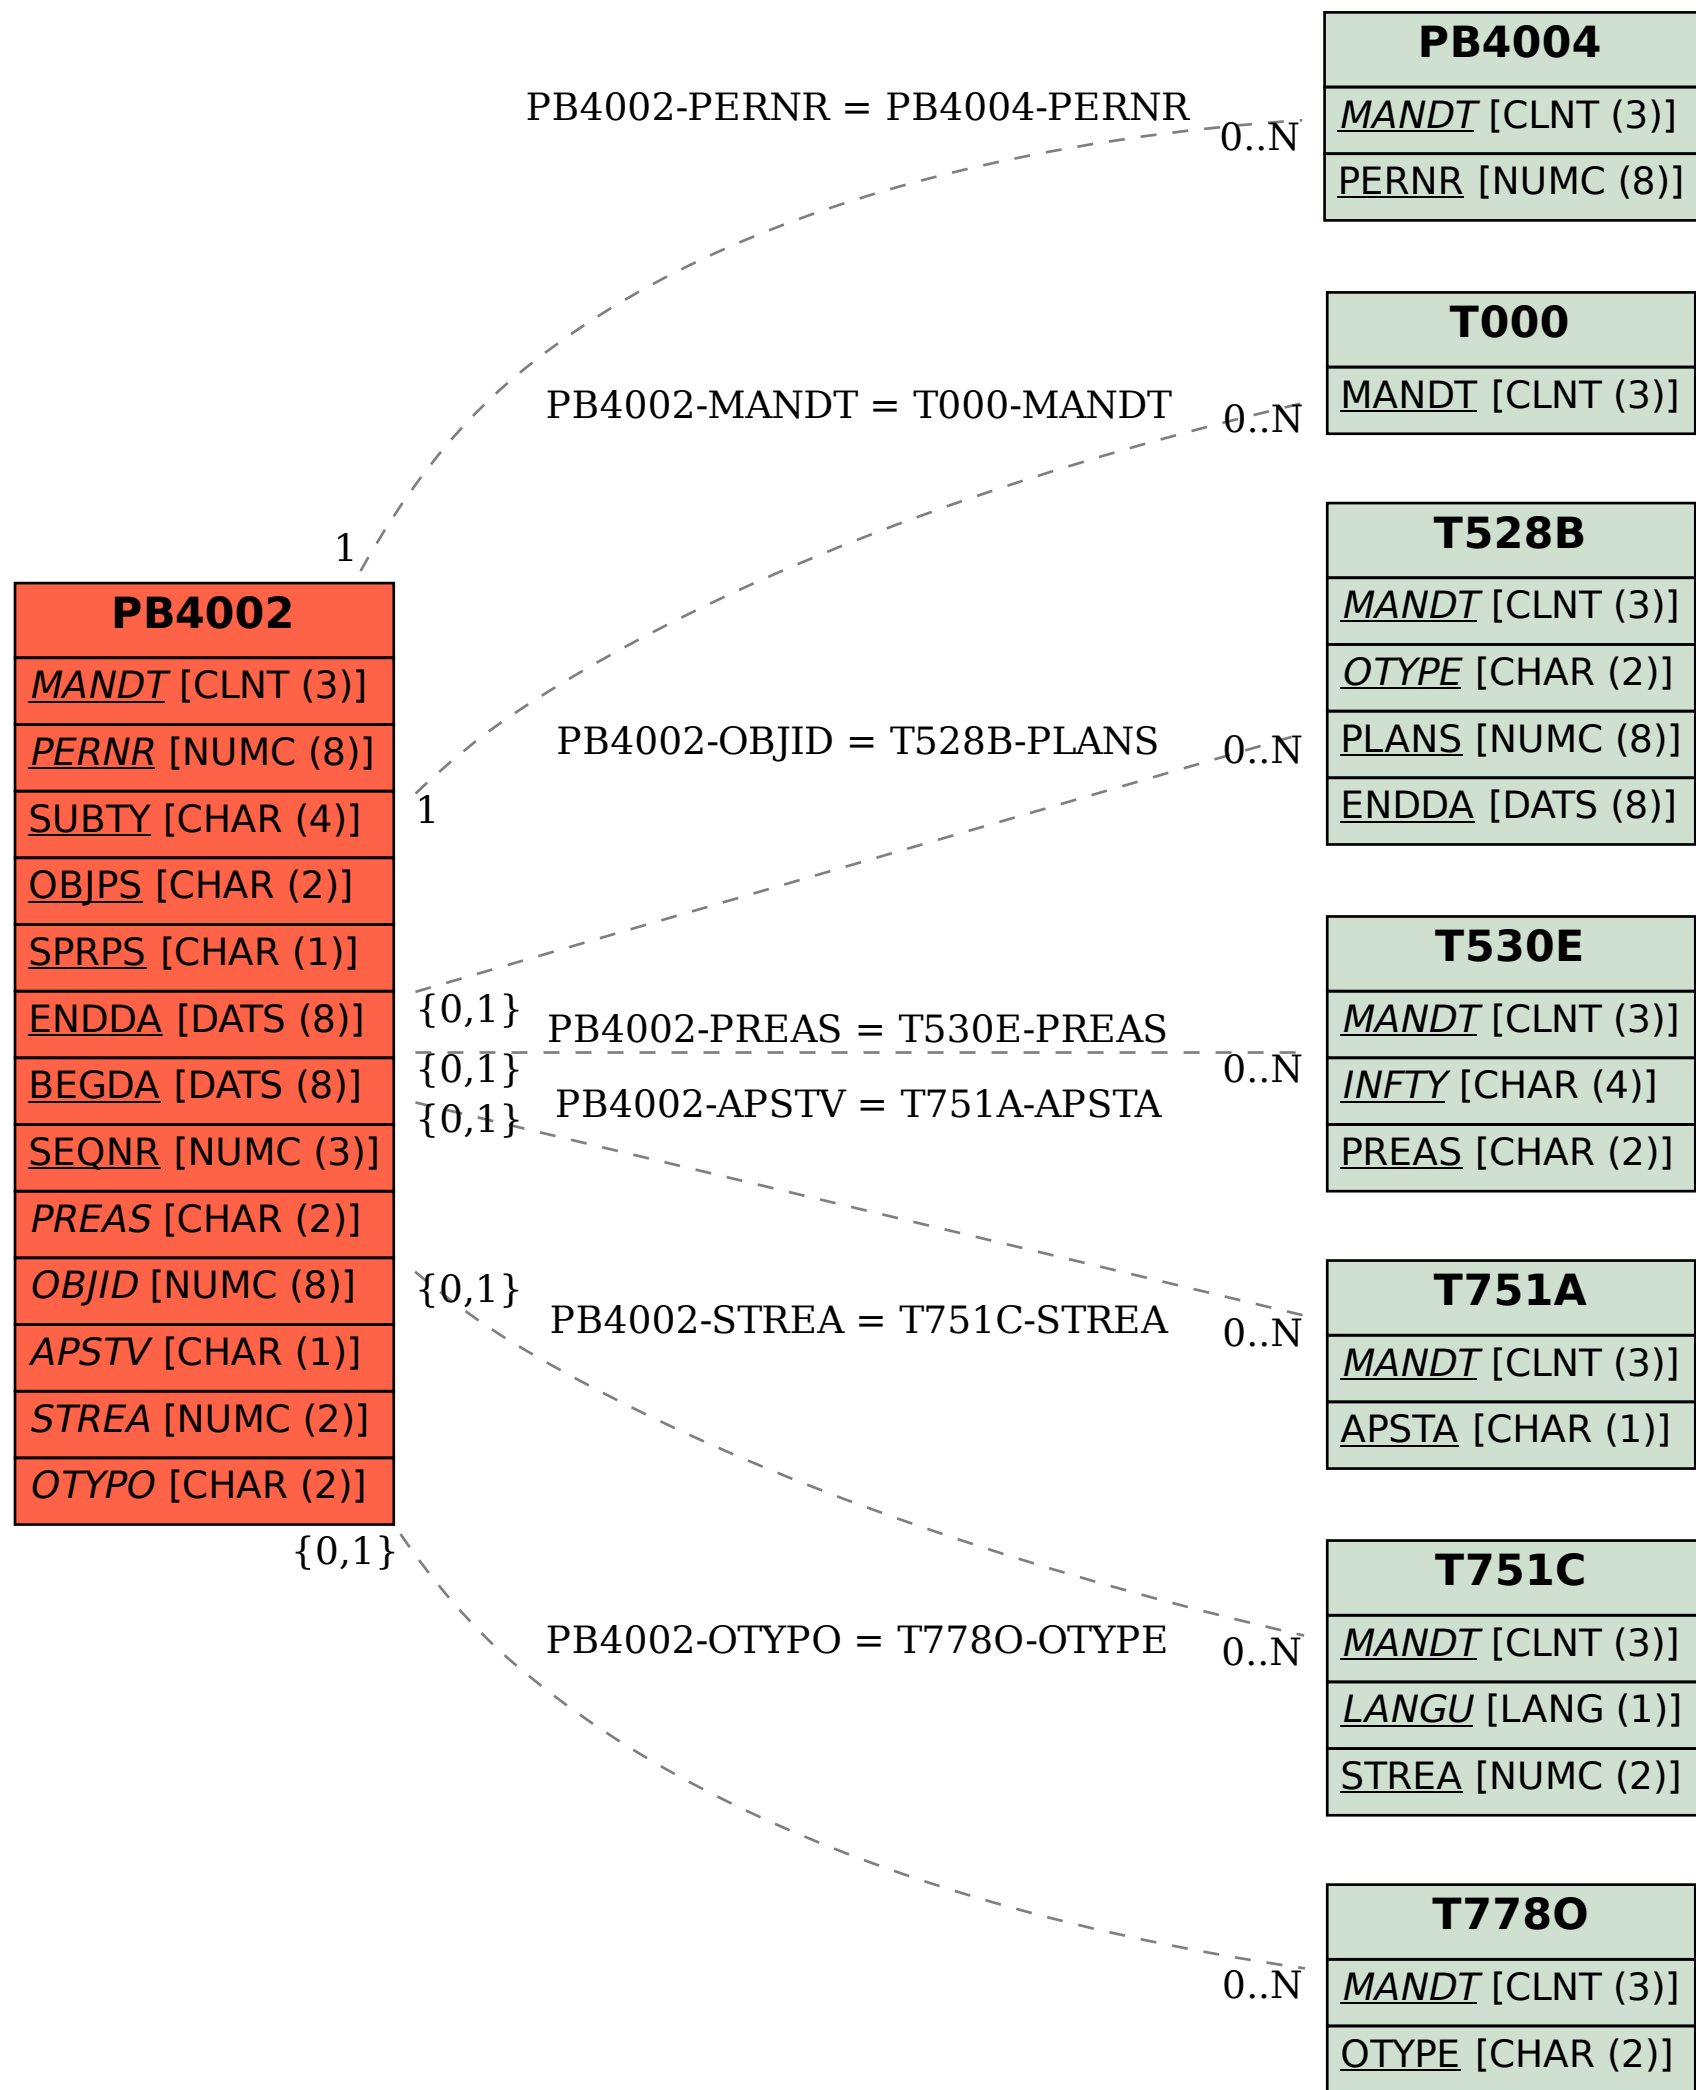 PB4004
MANDT [CLNT (3)]
PERNR [NUMC (8)]
PB4002-PERNR = PB4004-PERNR
0..N
1
T000
MANDT [CLNT (3)]
PB4002-MANDT = T000-MANDT
0..N
1
T528B
MANDT [CLNT (3)]
OTYPE [CHAR (2)]
PLANS [NUMC (8)]
ENDDA [DATS (8)]
PB4002-OBJID = T528B-PLANS
0..N
{0,1}
PB4002
MANDT [CLNT (3)]
PERNR [NUMC (8)]
SUBTY [CHAR (4)]
OBJPS [CHAR (2)]
SPRPS [CHAR (1)]
ENDDA [DATS (8)]
BEGDA [DATS (8)]
SEQNR [NUMC (3)]
PREAS [CHAR (2)]
OBJID [NUMC (8)]
APSTV [CHAR (1)]
STREA [NUMC (2)]
OTYPO [CHAR (2)]
T530E
MANDT [CLNT (3)]
INFTY [CHAR (4)]
PREAS [CHAR (2)]
PB4002-PREAS = T530E-PREAS
0..N
{0,1}
PB4002-APSTV = T751A-APSTA
{0,1}
0..N
T751A
MANDT [CLNT (3)]
APSTA [CHAR (1)]
{0,1}
PB4002-STREA = T751C-STREA
0..N
T751C
MANDT [CLNT (3)]
LANGU [LANG (1)]
STREA [NUMC (2)]
{0,1}
PB4002-OTYPO = T778O-OTYPE
0..N
T778O
MANDT [CLNT (3)]
OTYPE [CHAR (2)]